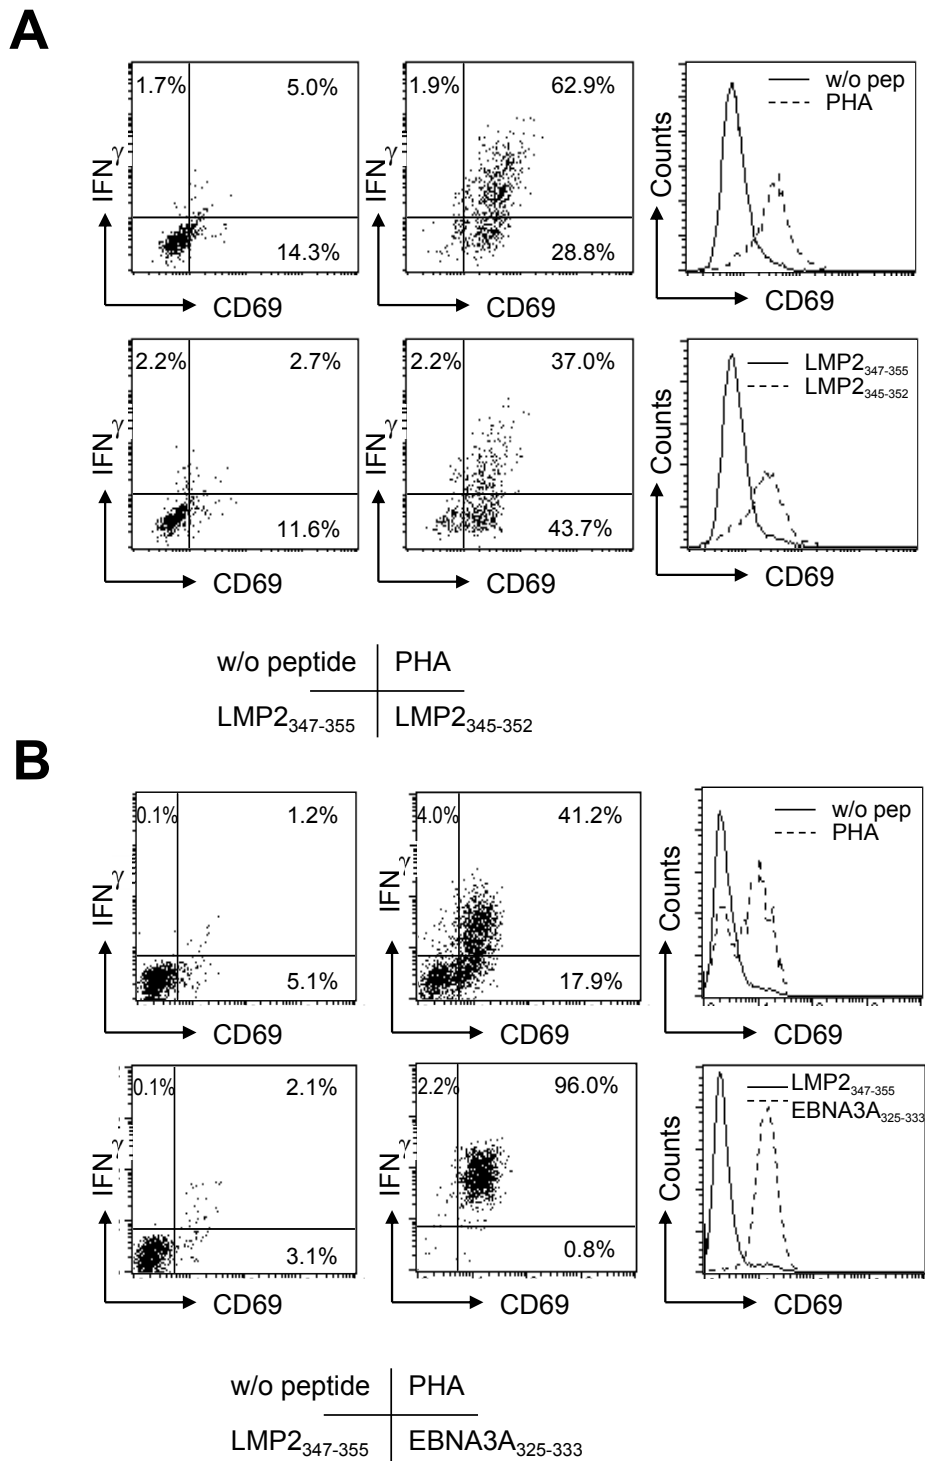 A
1.7% 5.0% 1.9% 62.9% w/o pep
PHA
IFNγ IFNγ Counts
14.3% 28.8%
CD69 CD69 CD69
2.2% 2.7% 2.2% 37.0% LMP2347-355
LMP2345-352
IFNγ IFNγ Counts
11.6% 43.7%
CD69 CD69 CD69
w/o peptide PHA
LMP2347-355 LMP2345-352
B
0.1% 1.2% 4.0% 41.2% w/o pep
PHA
IFNγ IFNγ Counts
5.1% 17.9%
CD69 CD69 CD69
0.1% 2.1% 2.2% 96.0% LMP2347-355
EBNA3A325-333
IFNγ IFNγ Counts
3.1% 0.8%
CD69 CD69 CD69
w/o peptide PHA
LMP2347-355 EBNA3A325-333